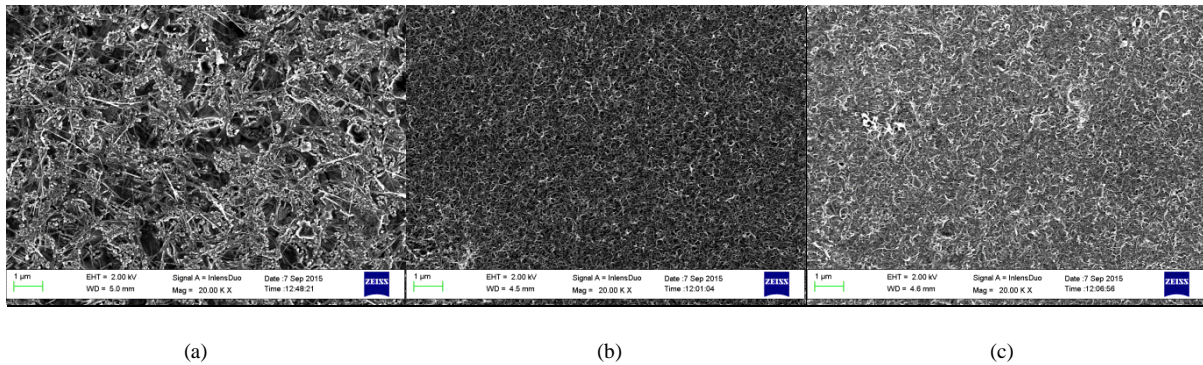 1 µm EHT = 2.00 kV Signal A = InlensDuo Date :7 Sep 2015 ZEISS
WD = 5.0 mm Mag = 20.00 K X Time :12:48:21
1 µm EHT = 2.00 kV Signal A = InlensDuo Date :7 Sep 2015 ZEISS
WD = 4.5 mm Mag = 20.00 K X Time :12:01:04
1 µm EHT = 2.00 kV Signal A = InlensDuo Date :7 Sep 2015 ZEISS
WD = 4.6 mm Mag = 20.00 K X Time :12:06:56
(a) (b) (c)